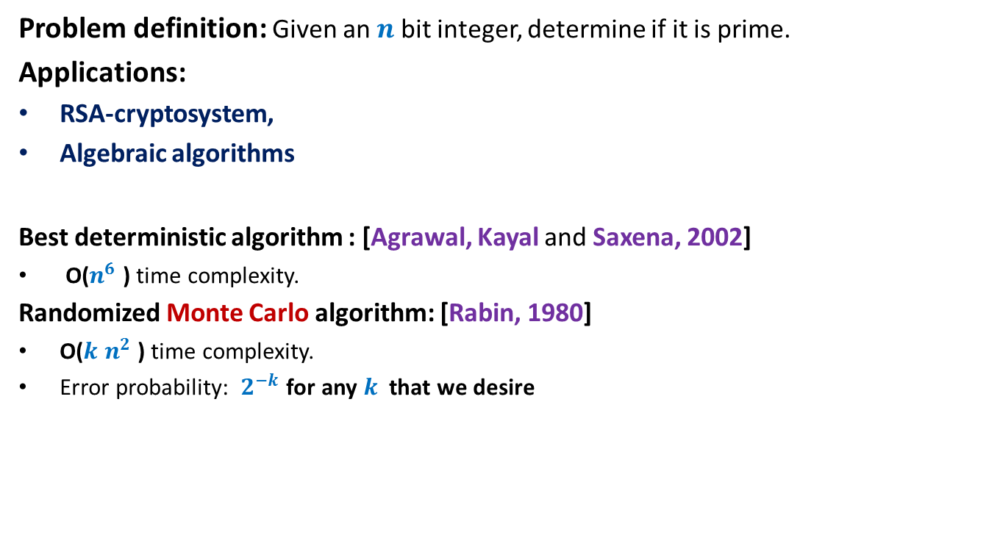 Problem definition: Given an n bit integer, determine if it is prime.
Applications:
• RSA-cryptosystem,
• Algebraic algorithms
Best deterministic algorithm : [Agrawal, Kayal and Saxena, 2002]
• O(n⁶ ) time complexity.
Randomized Monte Carlo algorithm: [Rabin, 1980]
• O(k n² ) time complexity.
• Error probability: 2⁻ᵏ for any k that we desire